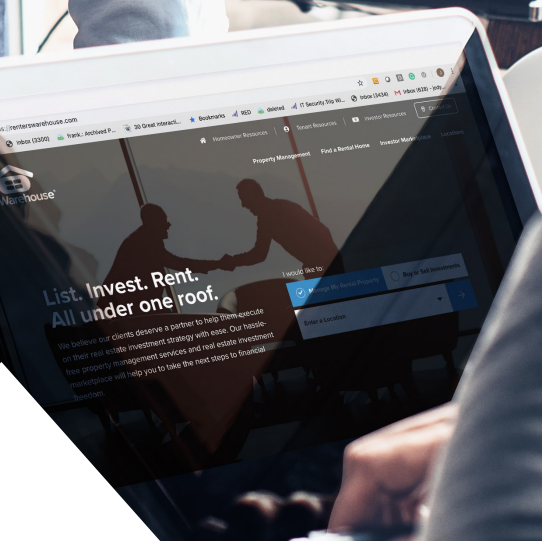 s://renterswarehouse.com
Inbox (3300) frank.: Archived P... 30 Great Interacti... Bookmarks RED deleted IT Security Trip Wi... Inbox (3434) Inbox (638) - jody...
Homeowner Resources Tenant Resources Investor Resources
Property Management Find a Rental Home Investor Marketplace Locations
Warehouse®
List. Invest. Rent.
All under one roof.
We believe our clients deserve a partner to help them execute
on their real estate investment strategy with ease. Our hassle-
free property management services and real estate investment
marketplace will help you to take the next steps to financial
freedom.
I would like to:
Manage My Rental Property Buy or Sell Investments
Enter a Location